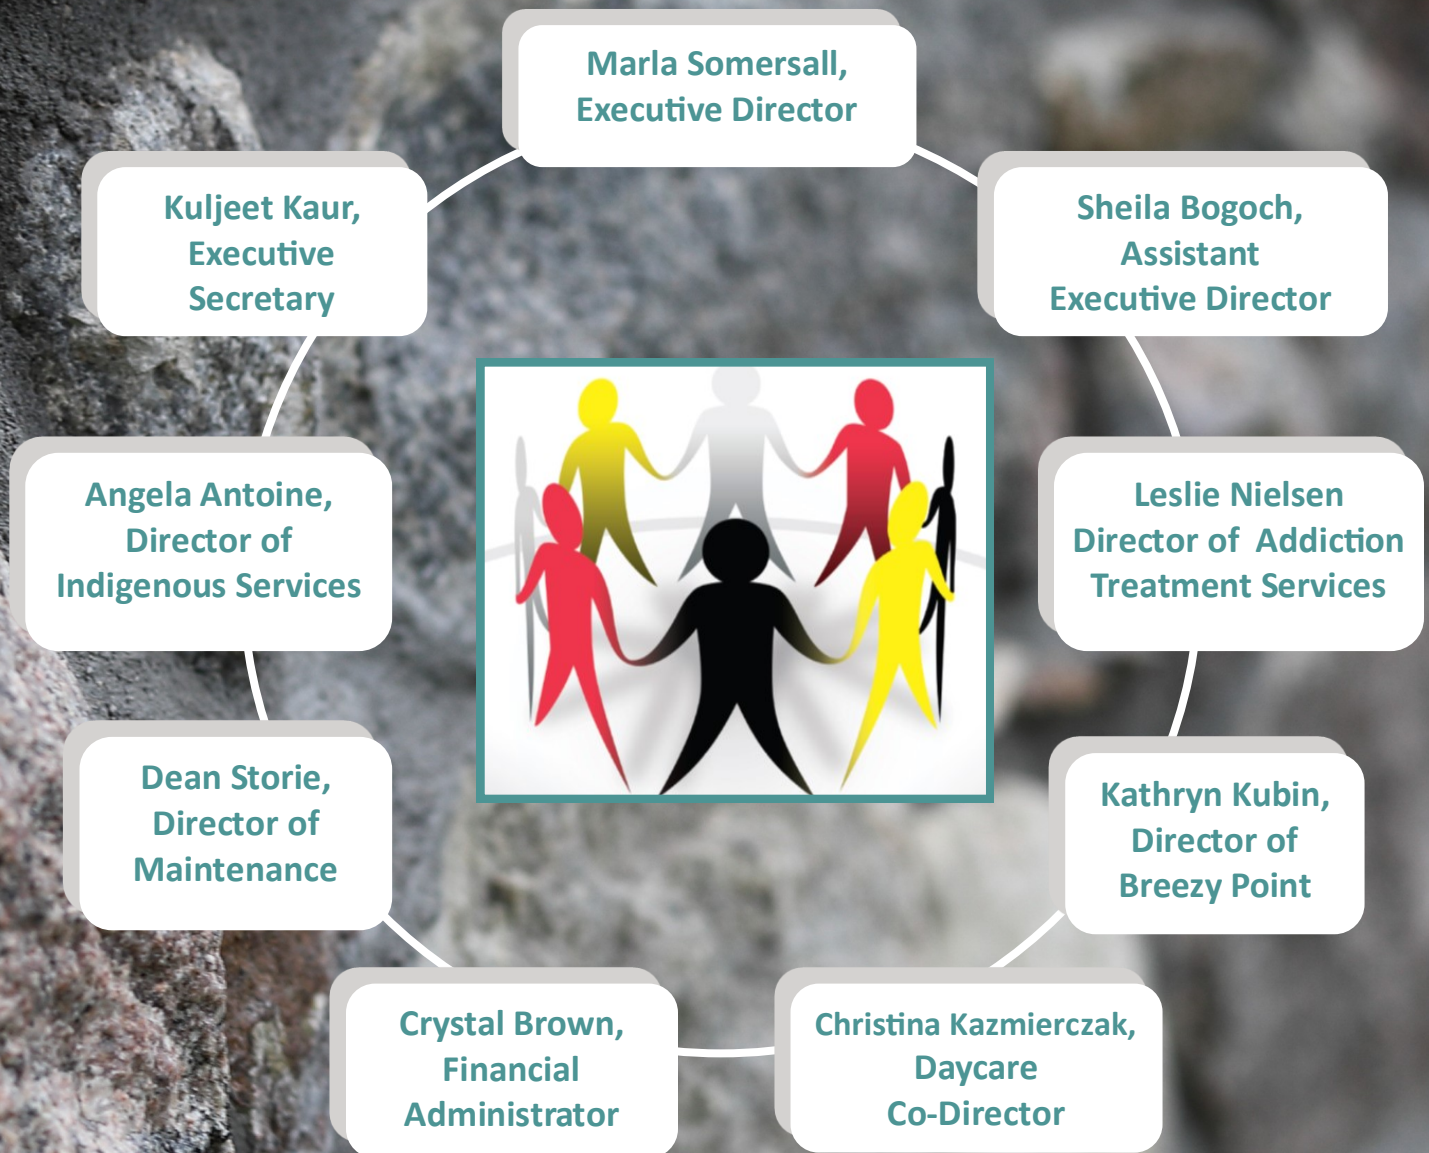 Marla Somersall,
Executive Director
Kuljeet Kaur,
Executive
Secretary
Sheila Bogoch,
Assistant
Executive Director
Angela Antoine,
Director of
Indigenous Services
Leslie Nielsen
Director of  Addiction
Treatment Services
Dean Storie,
Director of
Maintenance
Kathryn Kubin,
Director of
Breezy Point
Crystal Brown,
Financial
Administrator
Christina Kazmierczak,
Daycare
Co-Director